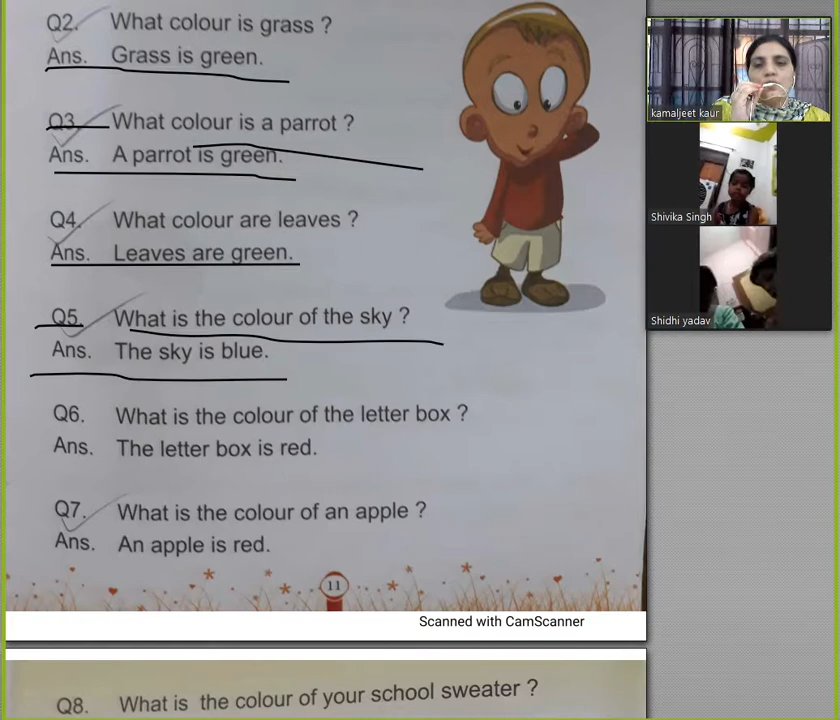 Q2. What colour is grass ?
Ans. Grass is green.
Q3 What colour is a parrot ?
Ans. A parrot is green.
Q4. What colour are leaves ?
Ans. Leaves are green.
Q5. What is the colour of the sky ?
Ans. The sky is blue.
Q6. What is the colour of the letter box ?
Ans. The letter box is red.
Q7. What is the colour of an apple ?
Ans. An apple is red.
11
Scanned with CamScanner
Q8. What is the colour of your school sweater ?
kamaljeet kaur
Shivika Singh
Shidhi yadav